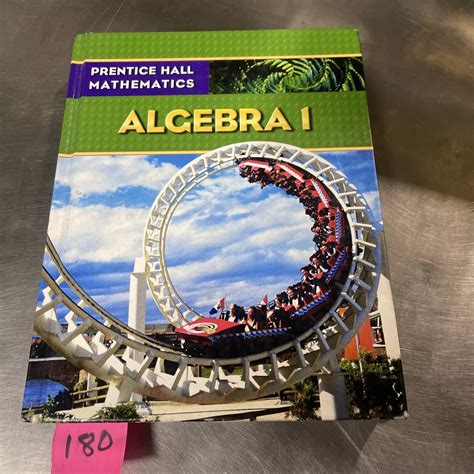 PRENTICE HALL
MATHEMATICS
ALGEBRA 1
180